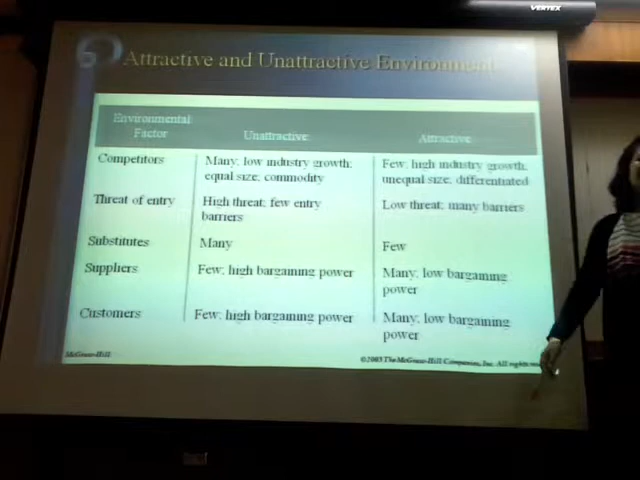 VERTEX
Attractive and Unattractive Environment
Environmental
Factor
Unattractive
Attractive
Competitors
Many; low industry growth;
equal size; commodity
Few; high industry growth;
unequal size; differentiated
Threat of entry
High threat; few entry
barriers
Low threat; many barriers
Substitutes
Many
Few
Suppliers
Few; high bargaining power
Many; low bargaining
power
Customers
Few; high bargaining power
Many; low bargaining
power
McGraw-Hill
©2005 The McGraw-Hill Companies, Inc. All rights